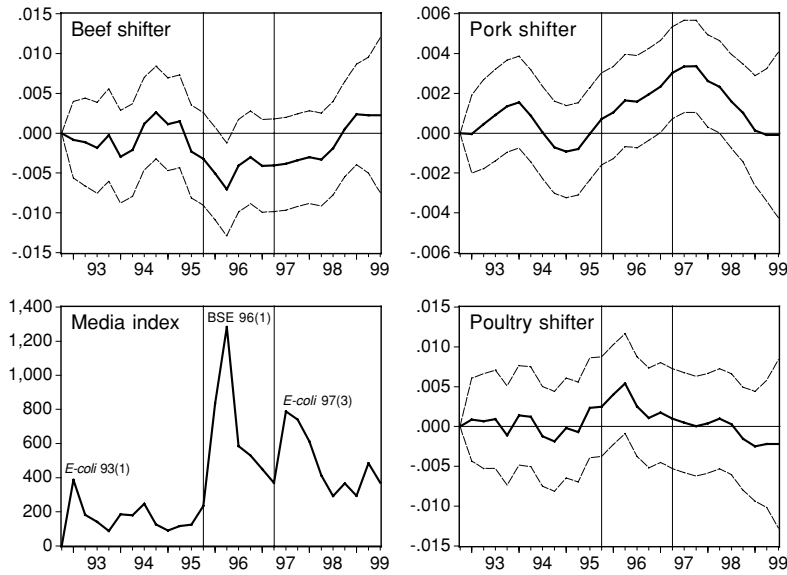 Beef shifter
.015
.010
.005
.000
-.005
-.010
-.015
93 94 95 96 97 98 99
Pork shifter
.006
.004
.002
.000
-.002
-.004
-.006
93 94 95 96 97 98 99
Media index
1,400
1,200
1,000
800
600
400
200
0
BSE 96(1)
E-coli 97(3)
E-coli 93(1)
93 94 95 96 97 98 99
Poultry shifter
.015
.010
.005
.000
-.005
-.010
-.015
93 94 95 96 97 98 99